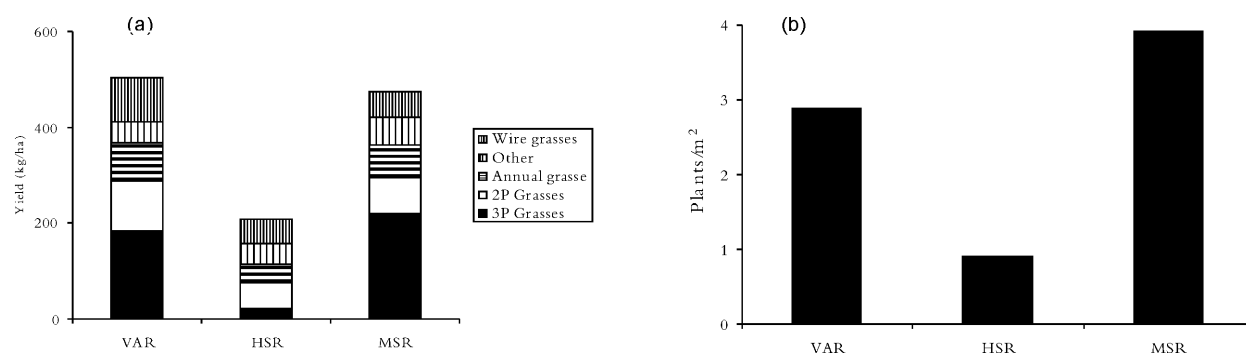 (a)
600
400
200
0
Yield (kg/ha)
VAR HSR MSR
Wire grasses
Other
Annual grasse
2P Grasses
3P Grasses
(b)
4
3
2
1
0
Plants/m²
VAR HSR MSR